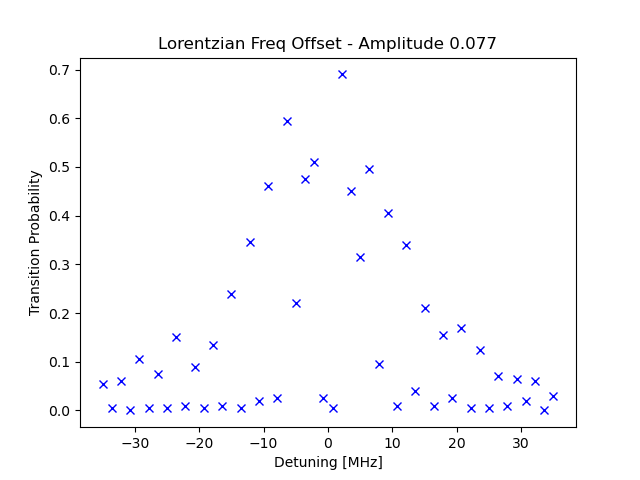 Lorentzian Freq Offset - Amplitude 0.077
Transition Probability
0.7
0.6
0.5
0.4
0.3
0.2
0.1
0.0
−30 −20 −10 0 10 20 30
Detuning [MHz]